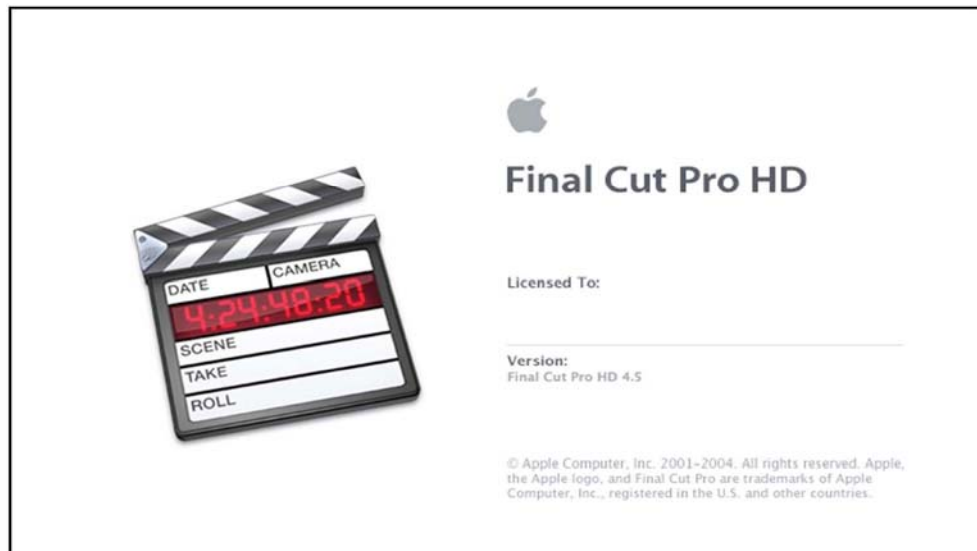 DATE
CAMERA
4:24:48:20
SCENE
TAKE
ROLL
Final Cut Pro HD
Licensed To:
Version:
Final Cut Pro HD 4.5
© Apple Computer, Inc. 2001–2004. All rights reserved. Apple,
the Apple logo, and Final Cut Pro are trademarks of Apple
Computer, Inc., registered in the U.S. and other countries.